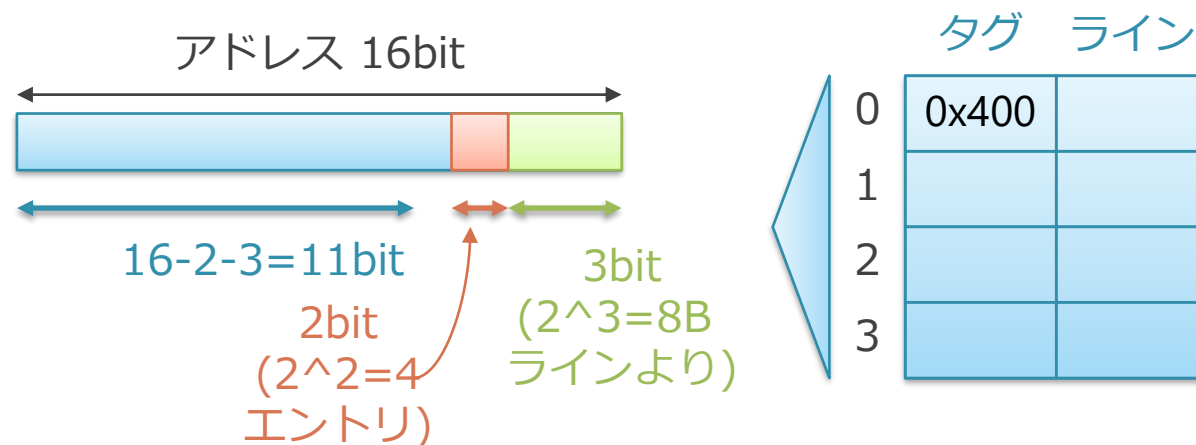 アドレス 16bit
16-2-3=11bit
2bit
(2^2=4
エントリ)
3bit
(2^3=8B
ラインより)
タグ ライン
0 0x400
1
2
3